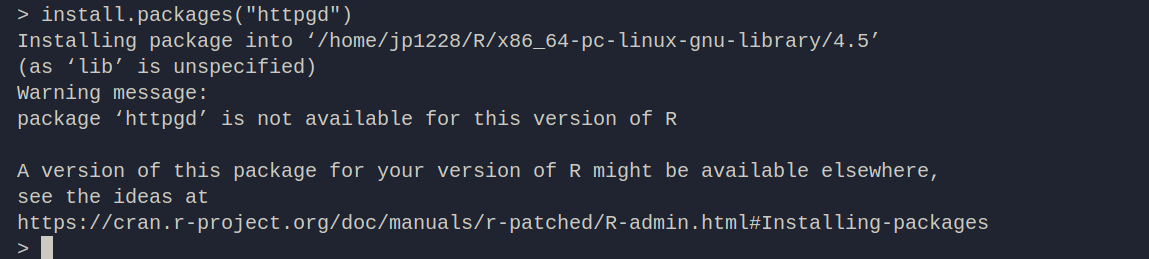 > install.packages("httpgd")
Installing package into ‘/home/jp1228/R/x86_64-pc-linux-gnu-library/4.5’
(as ‘lib’ is unspecified)
Warning message:
package ‘httpgd’ is not available for this version of R

A version of this package for your version of R might be available elsewhere,
see the ideas at
https://cran.r-project.org/doc/manuals/r-patched/R-admin.html#Installing-packages
>